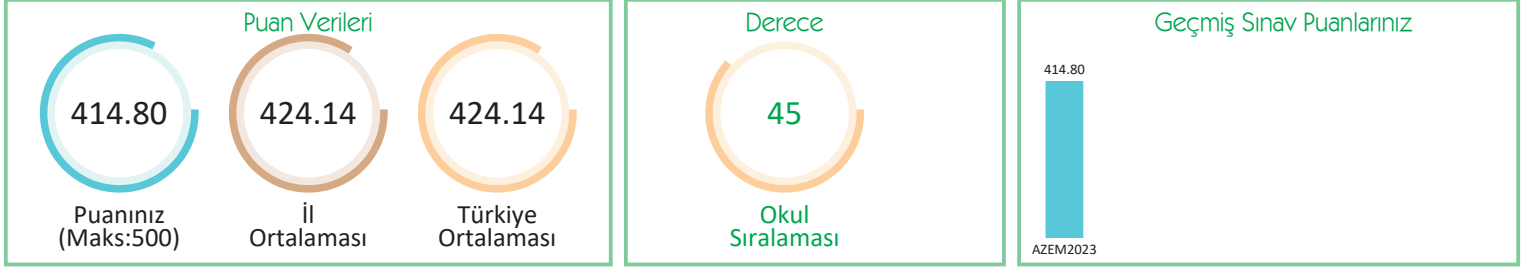 Puan Verileri
414.80
424.14
424.14
Puanınız
(Maks:500)
İl
Ortalaması
Türkiye
Ortalaması
Derece
45
Okul
Sıralaması
Geçmiş Sınav Puanlarınız
414.80
AZEM2023